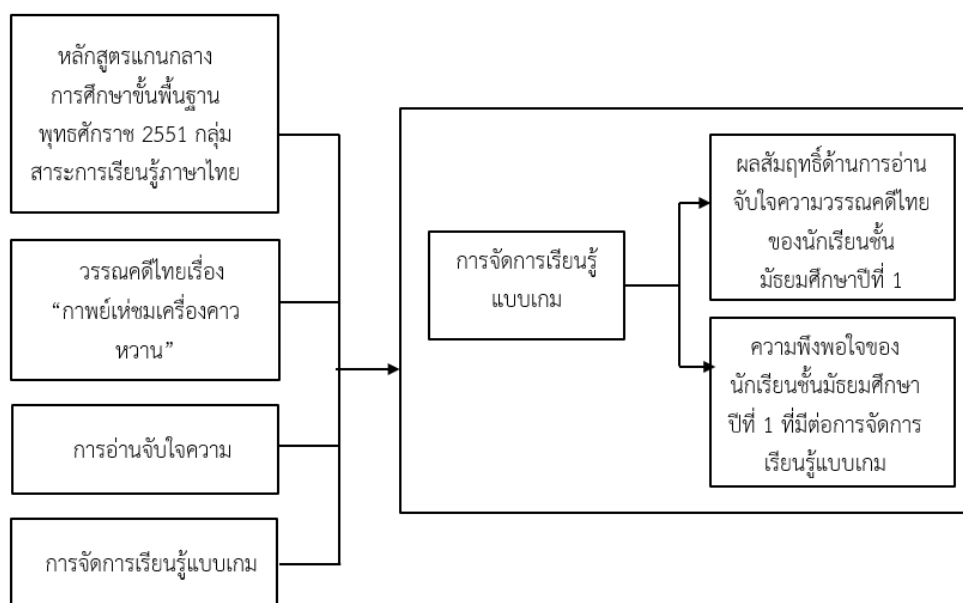 หลักสูตรแกนกลาง
การศึกษาขั้นพื้นฐาน
พุทธศักราช 2551 กลุ่ม
สาระการเรียนรู้ภาษาไทย
วรรณคดีไทยเรื่อง
“กาพย์เห่ชมเครื่องคาว
หวาน”
การอ่านจับใจความ
การจัดการเรียนรู้แบบเกม
การจัดการเรียนรู้
แบบเกม
ผลสัมฤทธิ์ด้านการอ่าน
จับใจความวรรณคดีไทย
ของนักเรียนชั้น
มัธยมศึกษาปีที่ 1
ความพึงพอใจของ
นักเรียนชั้นมัธยมศึกษา
ปีที่ 1 ที่มีต่อการจัดการ
เรียนรู้แบบเกม